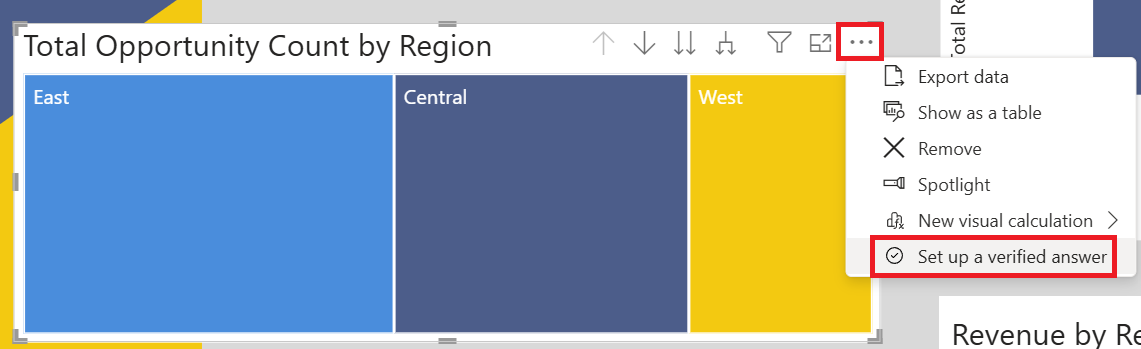 Total Opportunity Count by Region
East
Central
West
Total Re
Export data
Show as a table
Remove
Spotlight
New visual calculation
Set up a verified answer
Revenue by Re